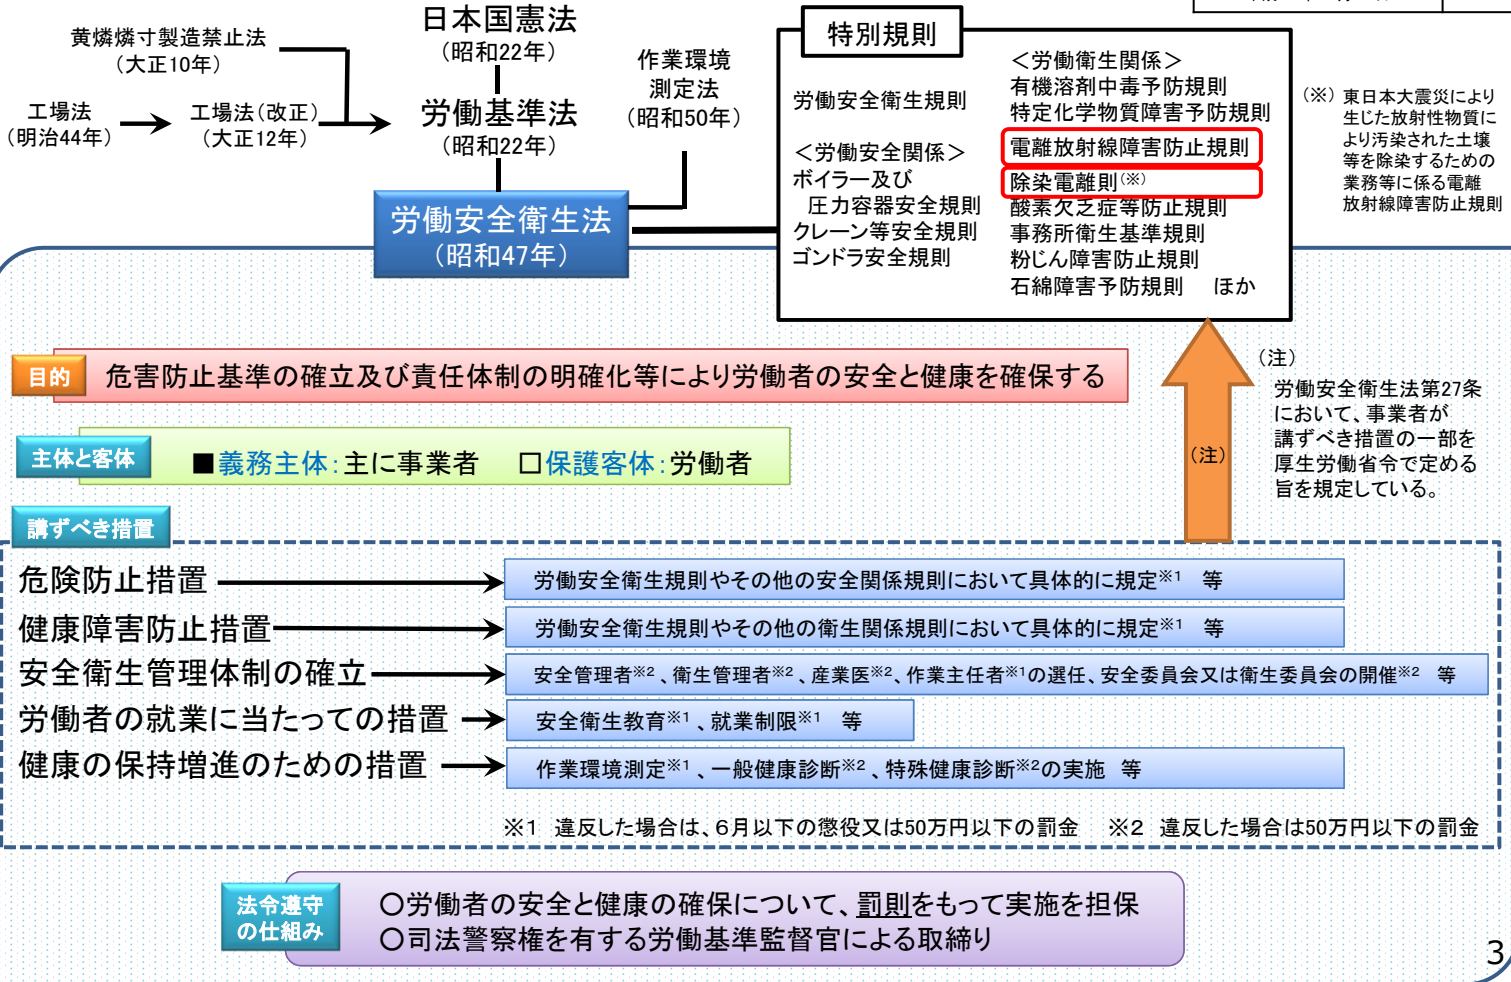 黄燐燐寸製造禁止法
（大正10年）
工場法
（明治44年）
工場法（改正）
（大正12年）
日本国憲法
（昭和22年）
労働基準法
（昭和22年）
作業環境
測定法
（昭和50年）
労働安全衛生法
（昭和47年）
特別規則
労働安全衛生規則
＜労働安全関係＞
ボイラー及び
圧力容器安全規則
クレーン等安全規則
ゴンドラ安全規則
＜労働衛生関係＞
有機溶剤中毒予防規則
特定化学物質障害予防規則
電離放射線障害防止規則
除染電離則（※）
酸素欠乏症等防止規則
事務所衛生基準規則
粉じん障害防止規則
石綿障害予防規則　ほか
（※）東日本大震災により
生じた放射性物質に
より汚染された土壌
等を除染するための
業務等に係る電離
放射線障害防止規則
目的
危害防止基準の確立及び責任体制の明確化等により労働者の安全と健康を確保する
主体と客体
■義務主体：主に事業者　□保護客体：労働者
（注）
（注）
労働安全衛生法第27条
において、事業者が
講ずべき措置の一部を
厚生労働省令で定める
旨を規定している。
講ずべき措置
危険防止措置
労働安全衛生規則やその他の安全関係規則において具体的に規定※1　等
健康障害防止措置
労働安全衛生規則やその他の衛生関係規則において具体的に規定※1　等
安全衛生管理体制の確立
安全管理者※2、衛生管理者※2、産業医※2、作業主任者※1の選任、安全委員会又は衛生委員会の開催※2　等
労働者の就業に当たっての措置
安全衛生教育※1、就業制限※1　等
健康の保持増進のための措置
作業環境測定※1、一般健康診断※2、特殊健康診断※2の実施　等
※1　違反した場合は、6月以下の懲役又は50万円以下の罰金　※2　違反した場合は50万円以下の罰金
法令遵守
の仕組み
○労働者の安全と健康の確保について、罰則をもって実施を担保
○司法警察権を有する労働基準監督官による取締り
3